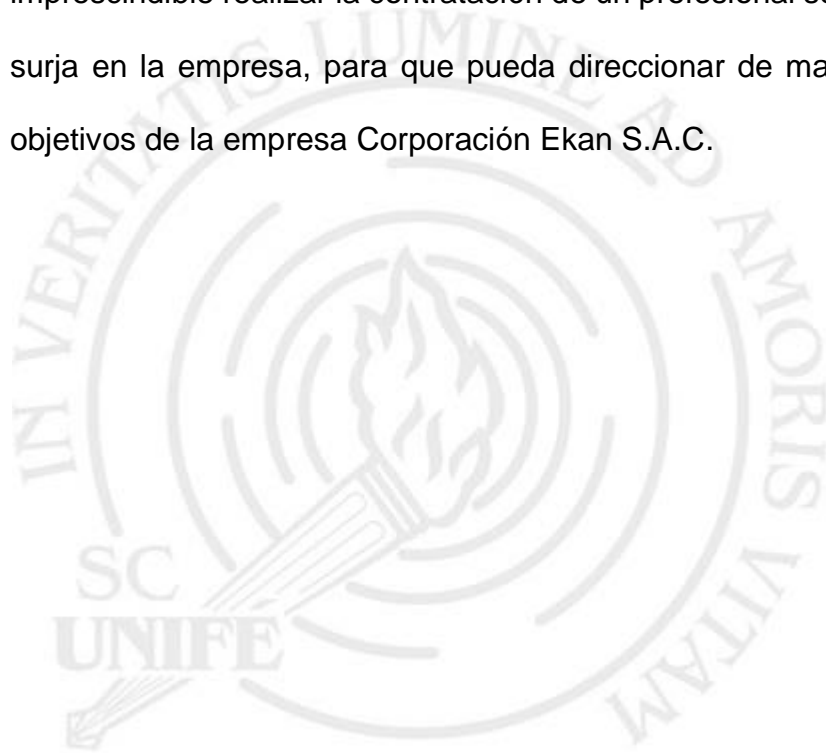 imprescindible realizar la contratación de un profesional
surja en la empresa, para que pueda direccionar de
objetivos de la empresa Corporación Ekan S.A.C.
IN VERITATIS LUMINE AD AMORIS VITAM
SC
UNIFE